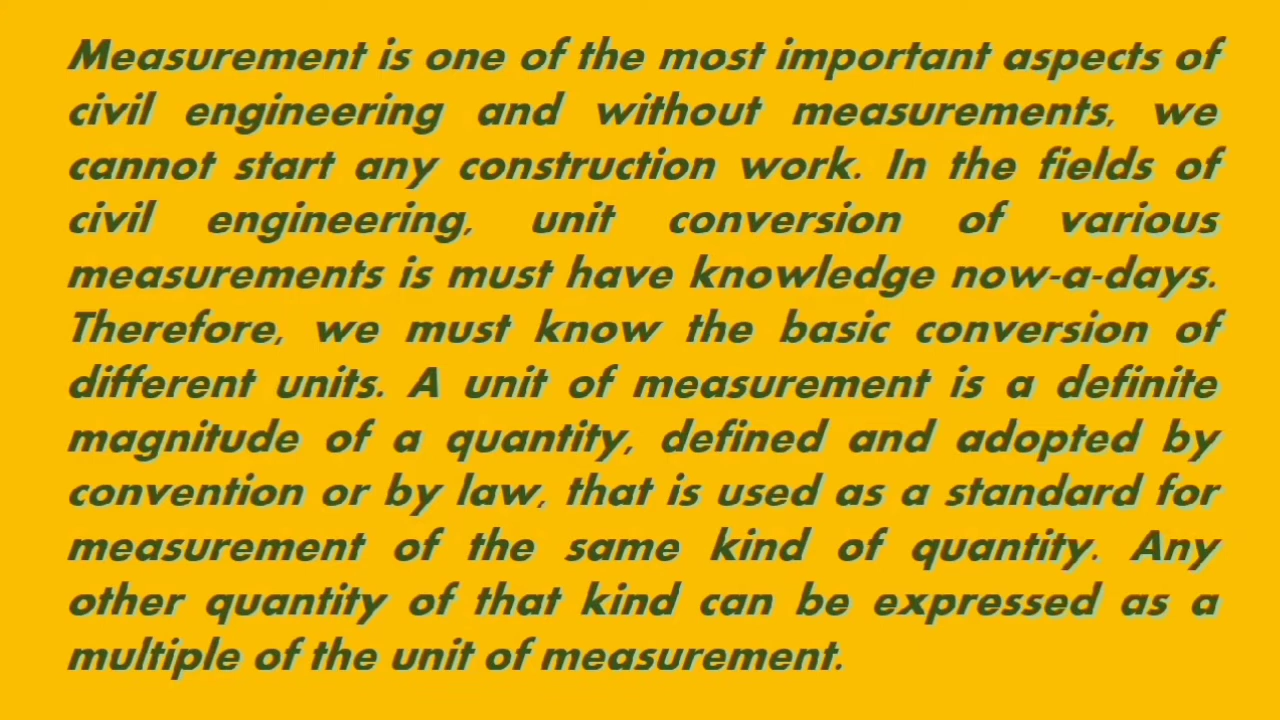 Measurement is one of the most important aspects of
civil engineering and without measurements, we
cannot start any construction work. In the fields of
civil engineering, unit conversion of various
measurements is must have knowledge now-a-days.
Therefore, we must know the basic conversion of
different units. A unit of measurement is a definite
magnitude of a quantity, defined and adopted by
convention or by law, that is used as a standard for
measurement of the same kind of quantity. Any
other quantity of that kind can be expressed as a
multiple of the unit of measurement.